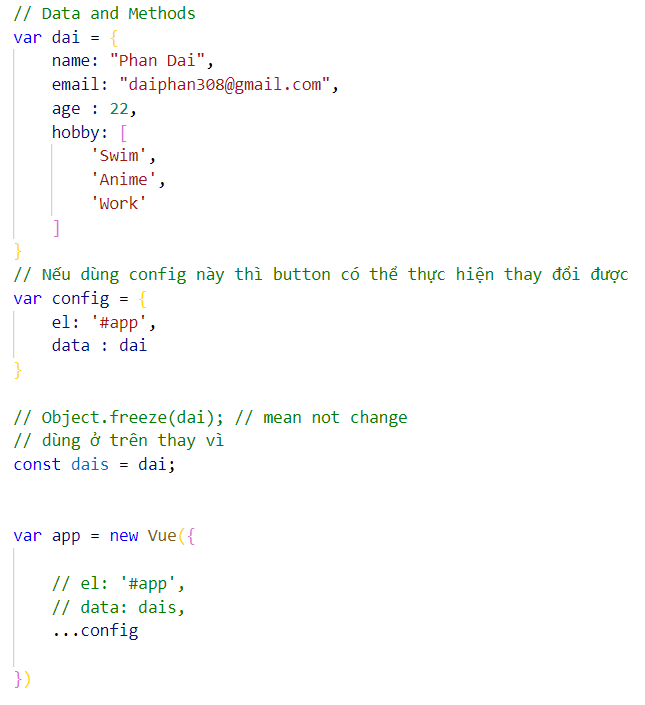 // Data and Methods
var dai = {
name: "Phan Dai",
email: "daiphan308@gmail.com",
age : 22,
hobby: [
'Swim',
'Anime',
'Work'
]
}
// Nếu dùng config này thì button có thể thực hiện thay đổi được
var config = {
el: '#app',
data : dai
}
// Object.freeze(dai); // mean not change
// dùng ở trên thay vì
const dais = dai;
var app = new Vue({
// el: '#app',
// data: dais,
...config
})